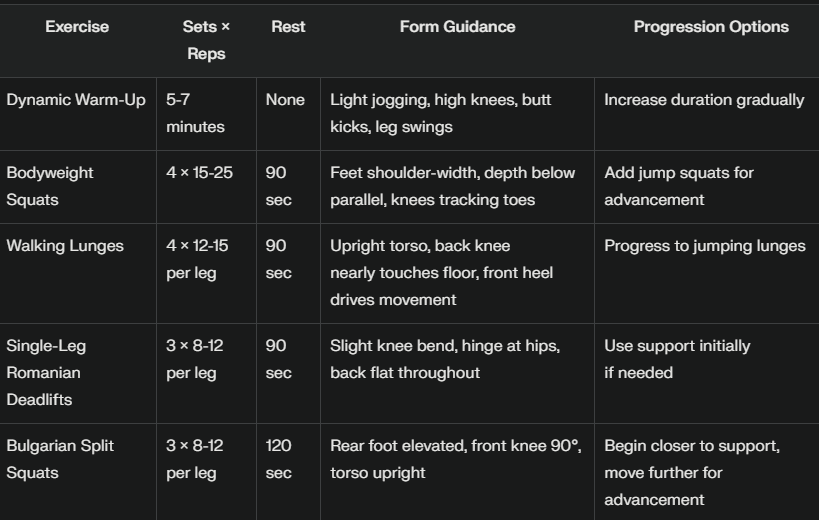 Exercise
Sets ×
Reps
Rest
Form Guidance
Progression Options
Dynamic Warm-Up
5-7
minutes
None
Light jogging, high knees, butt
kicks, leg swings
Increase duration gradually
Bodyweight
Squats
4 × 15-25
90
sec
Feet shoulder-width, depth below
parallel, knees tracking toes
Add jump squats for
advancement
Walking Lunges
4 × 12-15
per leg
90
sec
Upright torso, back knee
nearly touches floor, front heel
drives movement
Progress to jumping lunges
Single-Leg
Romanian
Deadlifts
3 × 8-12
per leg
90
sec
Slight knee bend, hinge at hips,
back flat throughout
Use support initially
if needed
Bulgarian Split
Squats
3 × 8-12
per leg
120
sec
Rear foot elevated, front knee 90°,
torso upright
Begin closer to support,
move further for
advancement